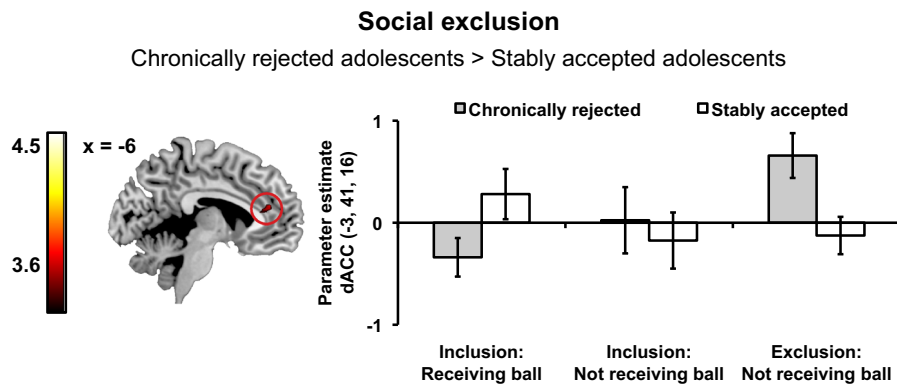 Social exclusion
Chronically rejected adolescents > Stably accepted adolescents
4.5
3.6
x = -6
Parameter estimate
dACC (-3, 41, 16)
Chronically rejected
Stably accepted
1
0
-1
Inclusion:
Receiving ball
Inclusion:
Not receiving ball
Exclusion:
Not receiving ball